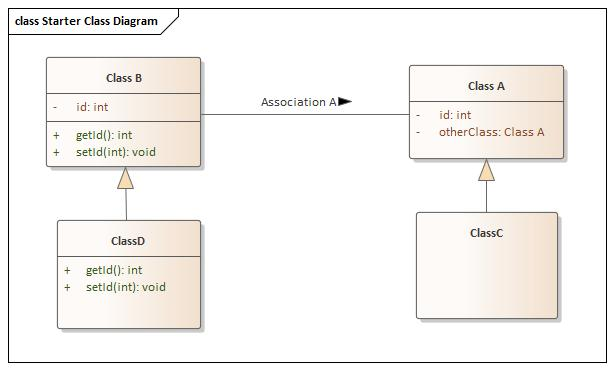 class Starter Class Diagram
Class B
- id: int
+ getId(): int
+ setId(int): void
Association A
Class A
- id: int
- otherClass: Class A
ClassD
+ getId(): int
+ setId(int): void
ClassC